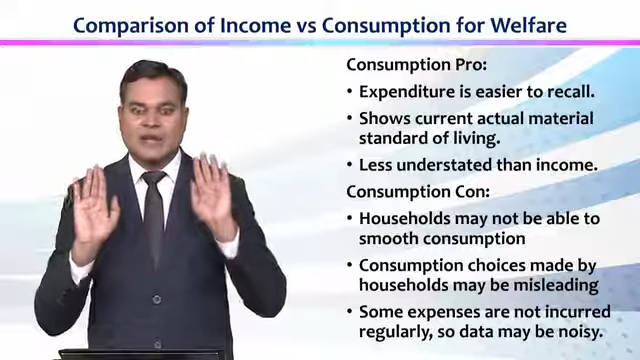 Comparison of Income vs Consumption for Welfare
Consumption Pro:
• Expenditure is easier to recall.
• Shows current actual material
standard of living.
• Less understated than income.
Consumption Con:
• Households may not be able to
smooth consumption
• Consumption choices made by
households may be misleading
• Some expenses are not incurred
regularly, so data may be noisy.